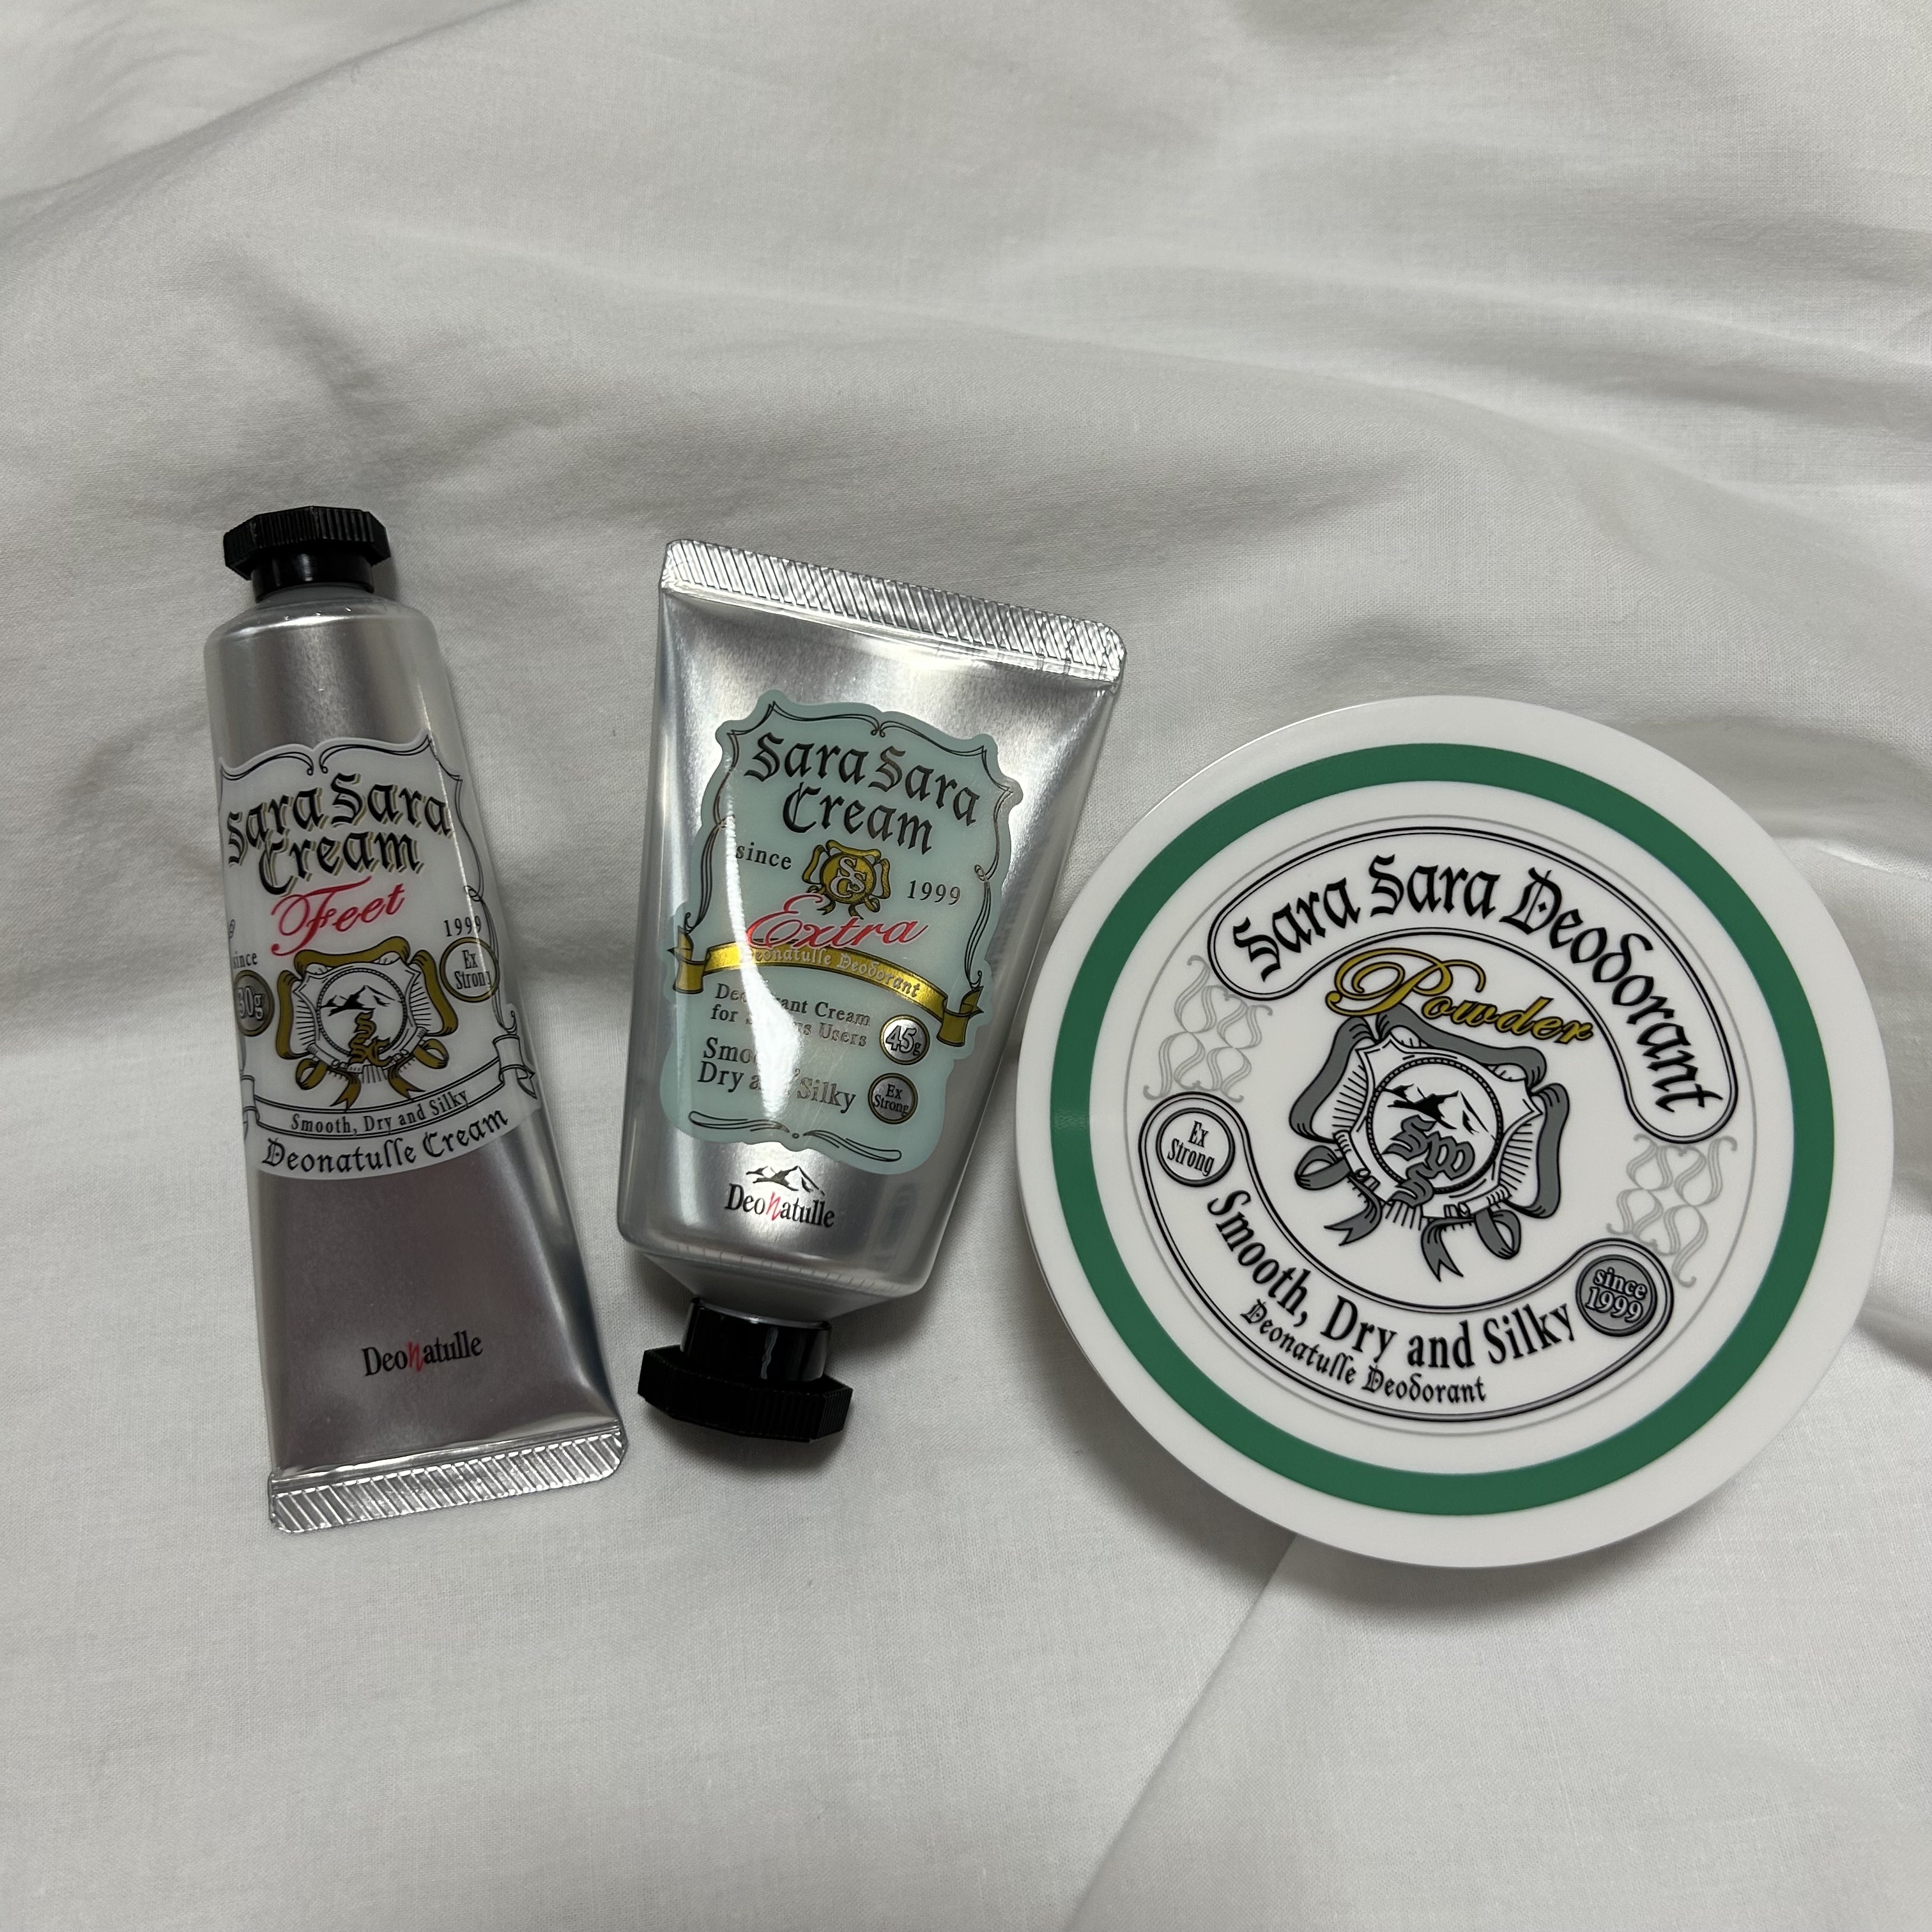 Sara Sara
Cream
Feet
since
1999
30g
Ex
Strong
Smooth, Dry and Silky
Deonatulle Cream
Deonatulle
Sara Sara
Cream
since
1999
Extra
Deonatulle Deodorant
Cream
for Users
45g
Dry Silky
Ex
Strong
Deonatulle
Sara Sara Deodorant
Powder
Ex
Strong
Smooth, Dry and Silky
since
1999
Deonatulle Deodorant